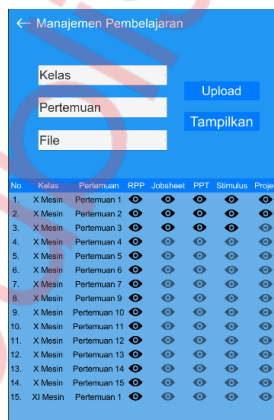 Manajemen Pembelajaran
Kelas
Upload
Pertemuan
Tampilkan
File
No Kelas Pertemuan RPP Jobsheet PPT Stimulus Proje
1. X Mesin Pertemuan 1
2. X Mesin Pertemuan 2
3. X Mesin Pertemuan 3
4. X Mesin Pertemuan 4
5. X Mesin Pertemuan 5
6. X Mesin Pertemuan 6
7. X Mesin Pertemuan 7
8. X Mesin Pertemuan 9
9. X Mesin Pertemuan 10
10. X Mesin Pertemuan 11
11. X Mesin Pertemuan 12
12. X Mesin Pertemuan 13
13. X Mesin Pertemuan 14
14. X Mesin Pertemuan 15
15. XI Mesin Pertemuan 1